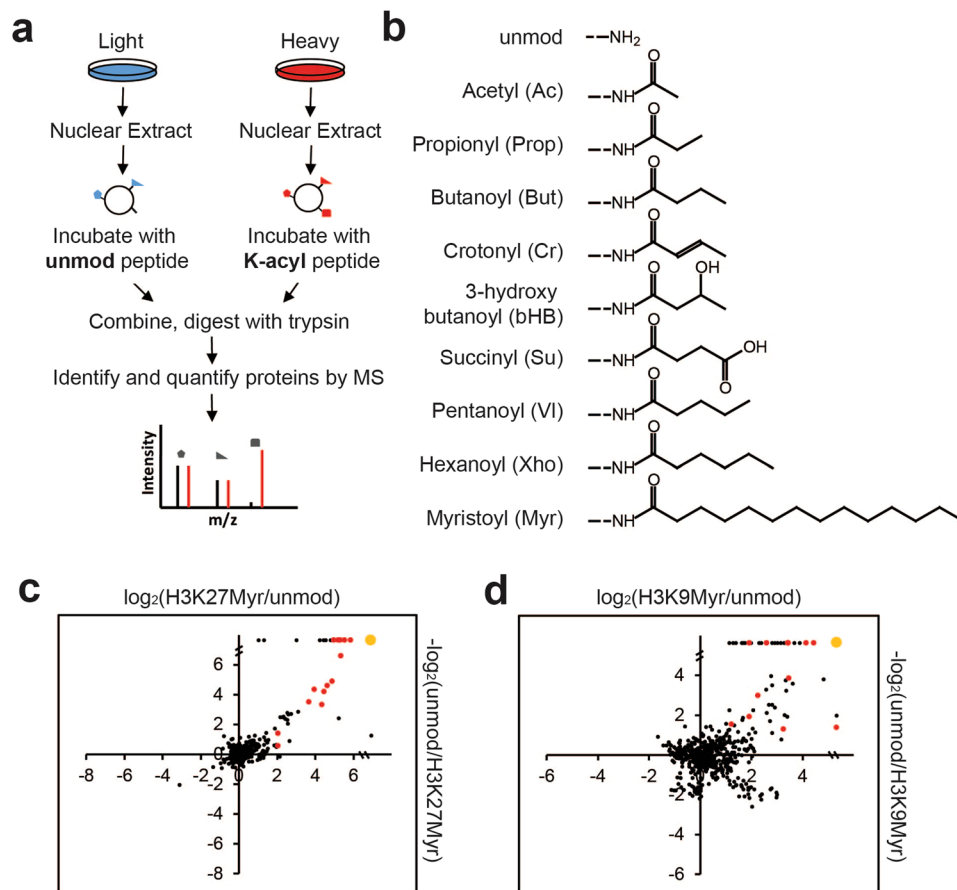 a
Light
Heavy
Nuclear Extract
Nuclear Extract
Incubate with
unmod peptide
Incubate with
K-acyl peptide
Combine, digest with trypsin
Identify and quantify proteins by MS
Intensity
m/z
b
unmod
NH2
Acetyl (Ac)
O
NH
Propionyl (Prop)
O
NH
Butanoyl (But)
O
NH
Crotonyl (Cr)
O
NH
3-hydroxy
butanoyl (bHB)
O
OH
NH
Succinyl (Su)
O
NH
OH
O
Pentanoyl (Vl)
O
NH
Hexanoyl (Xho)
O
NH
Myristoyl (Myr)
O
NH
c
log2(H3K27Myr/unmod)
6
4
2
0
-8 -6 -4 -2 0 2 4 6
-2
-4
-6
-8
-log2(unmod/H3K27Myr)
d
log2(H3K9Myr/unmod)
4
2
-6 -4 -2 0 2 4
-2
-4
-6
-log2(unmod/H3K9Myr)